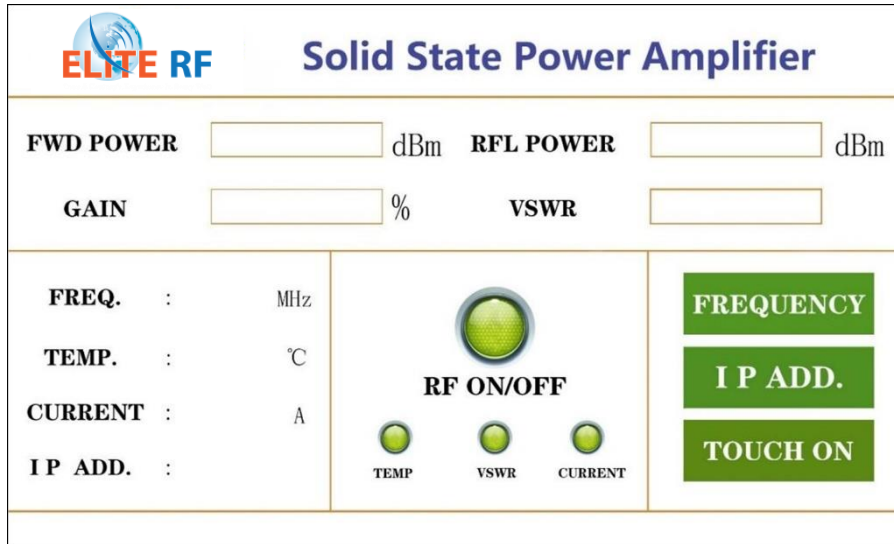 ELITE RF
Solid State Power Amplifier
FWD POWER dBm RFL POWER dBm
GAIN % VSWR
FREQ. : MHz
TEMP. : ℃
CURRENT : A
I P ADD. :
RF ON/OFF
TEMP VSWR CURRENT
FREQUENCY
I P ADD.
TOUCH ON